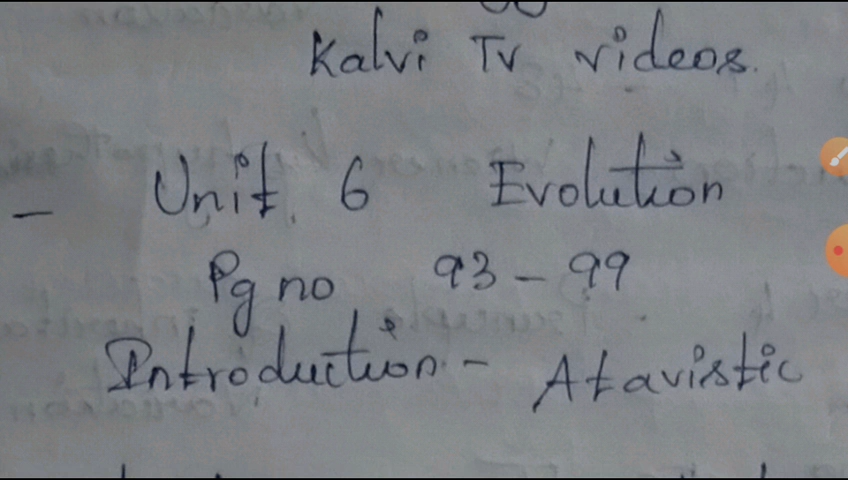 Kalvi TV videos.
- Unit 6 Evolution
Pg no 93 - 99
Introduction - Atavistic